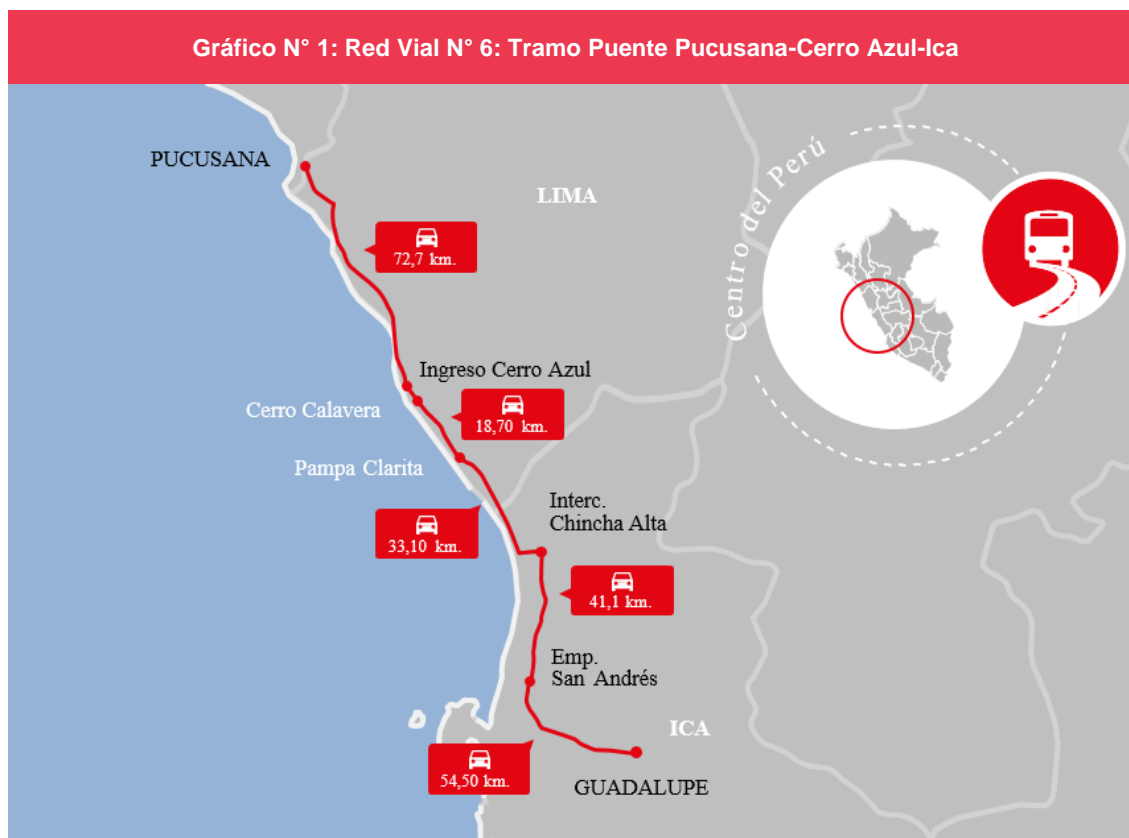 Gráfico N° 1: Red Vial N° 6: Tramo Puente Pucusana-Cerro Azul-Ica
PUCUSANA
LIMA
Centro del Perú
72,7 km.
Ingreso Cerro Azul
Cerro Calavera
18,70 km.
Pampa Clarita
Interc.
Chincha Alta
33,10 km.
41,1 km.
Emp.
San Andrés
ICA
54,50 km.
GUADALUPE